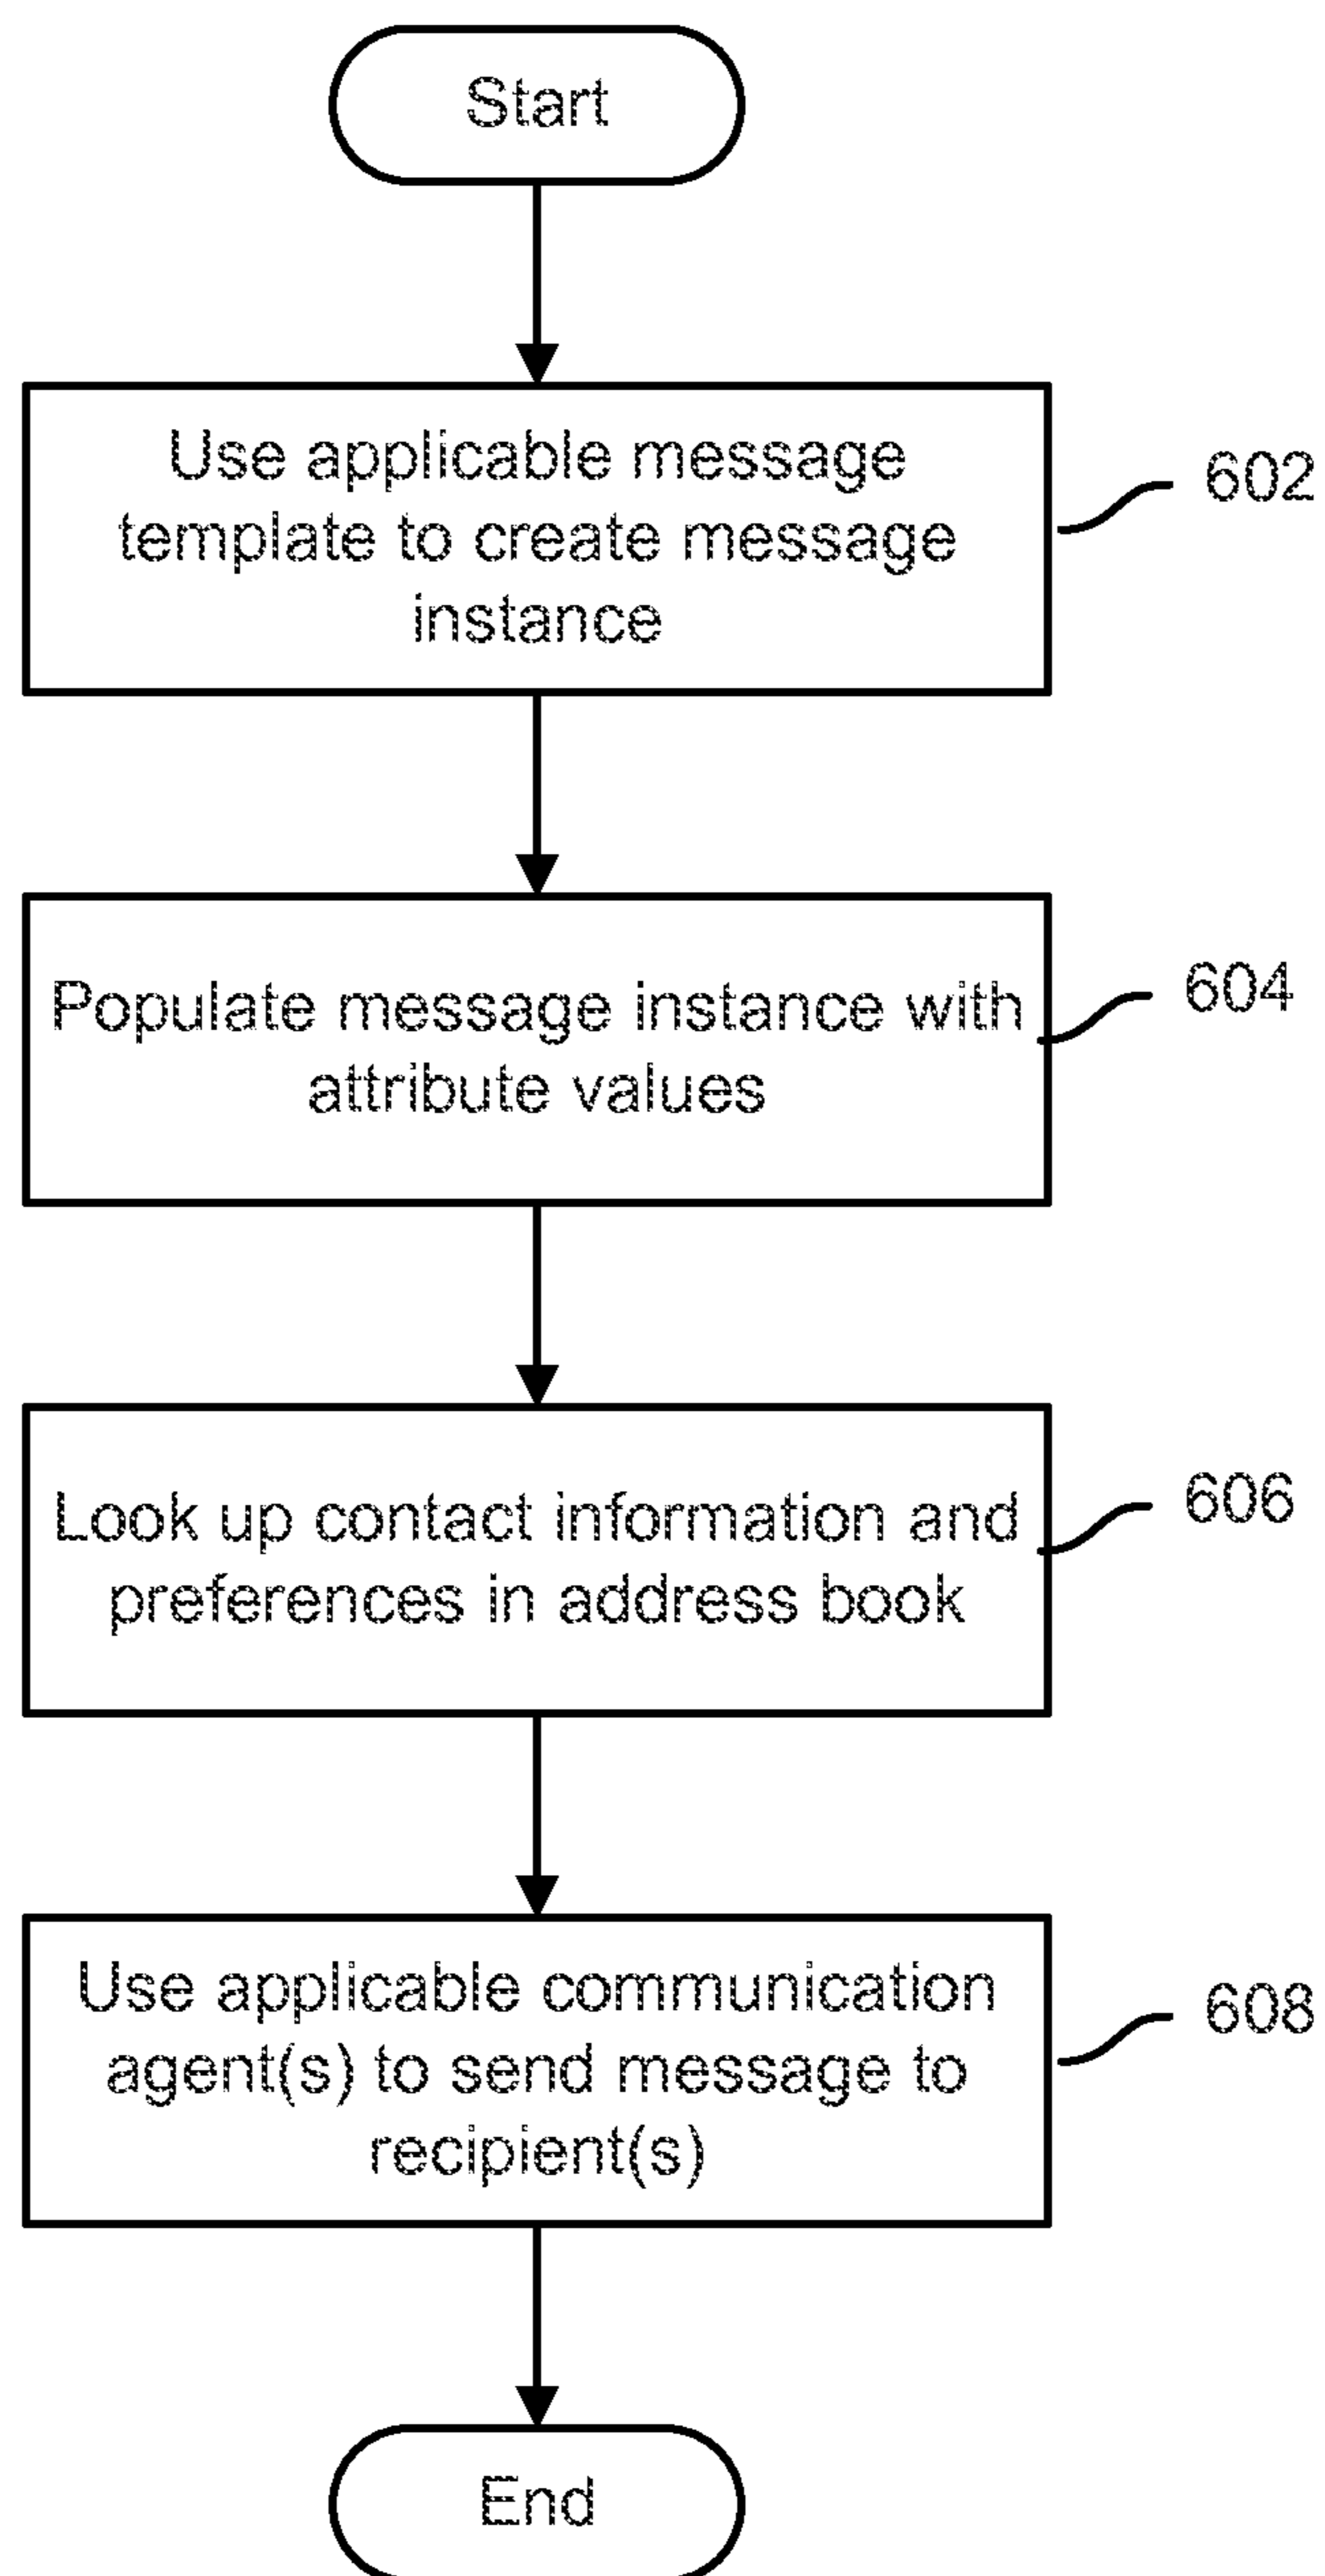 Start
Use applicable message
template to create message
instance
602
Populate message instance with
attribute values
604
Look up contact information and
preferences in address book
606
Use applicable communication
agent(s) to send message to
recipient(s)
608
End